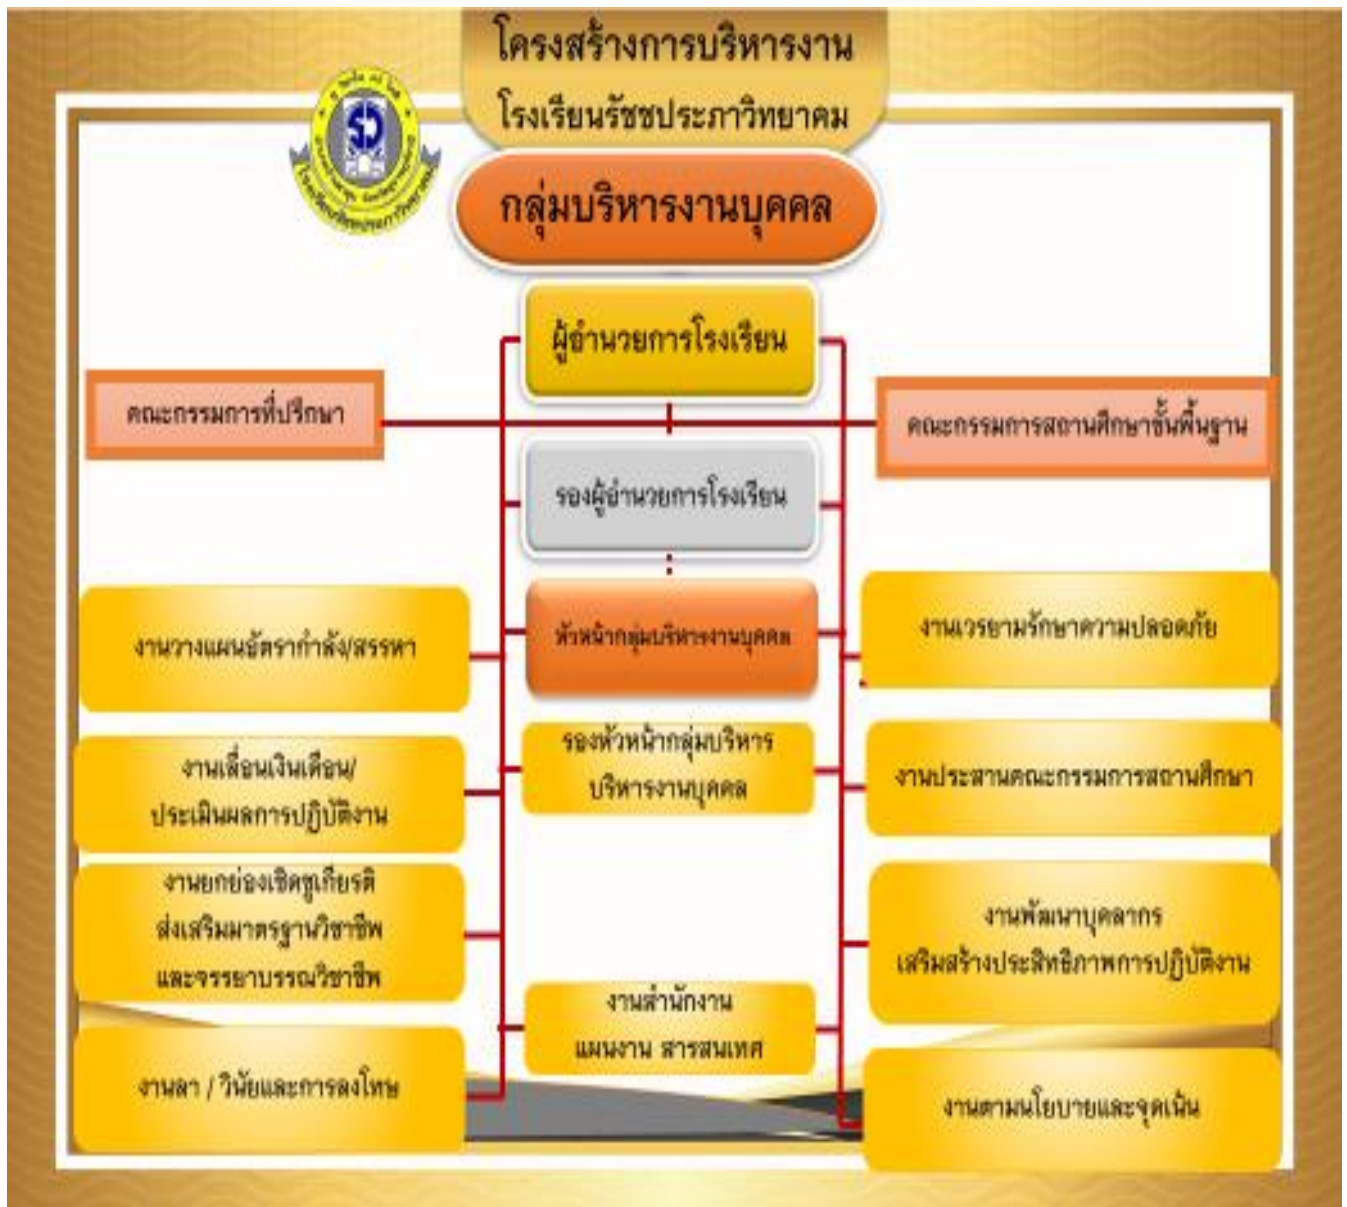 โครงสร้างการบริหารงาน
โรงเรียนรัชชประภาวิทยาคม
กลุ่มบริหารงานบุคคล
ผู้อำนวยการโรงเรียน
คณะกรรมการที่ปรึกษา
คณะกรรมการสถานศึกษาขั้นพื้นฐาน
รองผู้อำนวยการโรงเรียน
งานวางแผนอัตรากำลัง/สรรหา
หัวหน้ากลุ่มบริหารงานบุคคล
งานเวรยามรักษาความปลอดภัย
งานเลื่อนเงินเดือน/
ประเมินผลการปฏิบัติงาน
รองหัวหน้ากลุ่มบริหาร
บริหารงานบุคคล
งานประสานคณะกรรมการสถานศึกษา
งานยกย่องเชิดชูเกียรติ
ส่งเสริมมาตรฐานวิชาชีพ
และจรรยาบรรณวิชาชีพ
งานพัฒนาบุคลากร
เสริมสร้างประสิทธิภาพการปฏิบัติงาน
งานสำนักงาน
แผนงาน สารสนเทศ
งานลา / วินัยและการลงโทษ
งานตามนโยบายและจุดเน้น